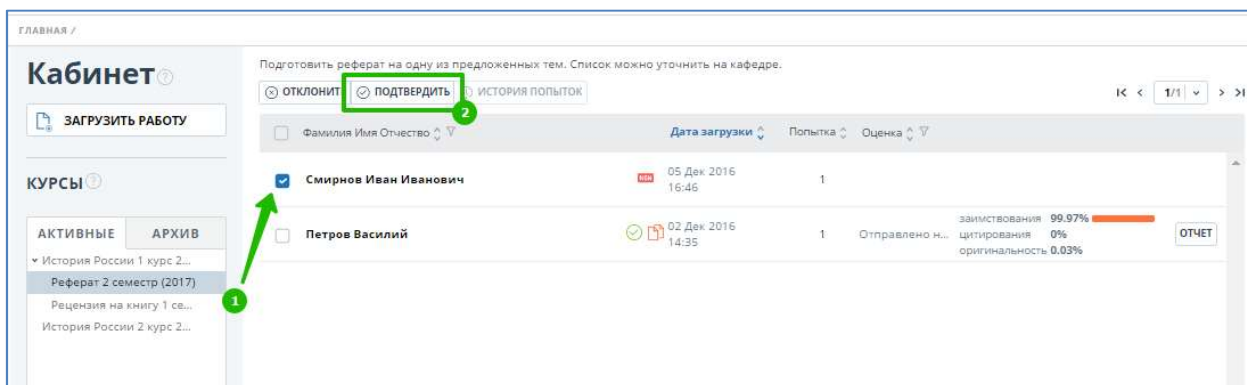 ГЛАВНАЯ /
Кабинет ?
ЗАГРУЗИТЬ РАБОТУ
КУРСЫ ?
АКТИВНЫЕ АРХИВ
История России 1 курс 2...
Реферат 2 семестр (2017)
Рецензия на книгу 1 се...
История России 2 курс 2...
Подготовить реферат на одну из предложенных тем. Список можно уточнить на кафедре.
ОТКЛОНИТ ПОДТВЕРДИТЬ ИСТОРИЯ ПОПЫТОК
1/1
2
Фамилия Имя Отчество Дата загрузки Попытка Оценка
Смирнов Иван Иванович NEW 05 Дек 2016 1
16:46
Петров Василий 02 Дек 2016 1 Отправлено н...
14:35
заимствования 99.97%
цитирования 0%
оригинальность 0.03%
ОТЧЕТ
1